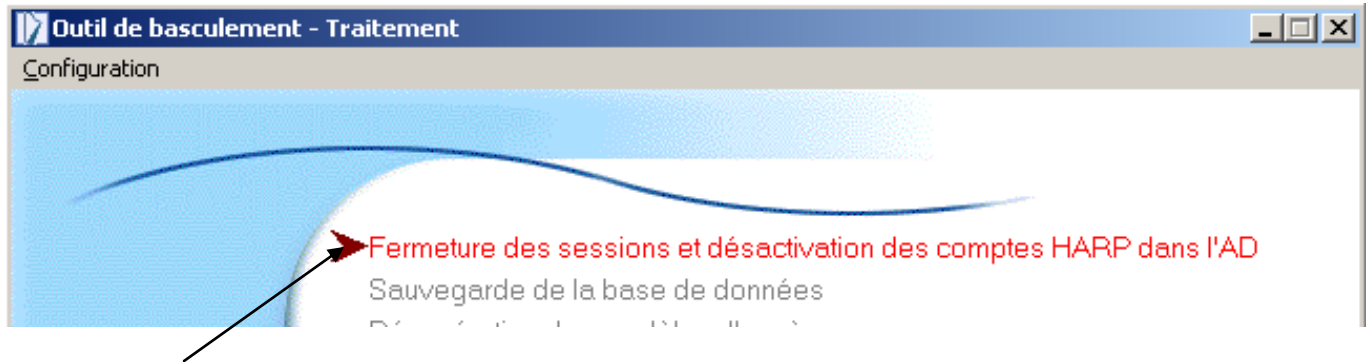 Outil de basculement - Traitement
Configuration
Fermeture des sessions et désactivation des comptes HARP dans l'AD
Sauvegarde de la base de données